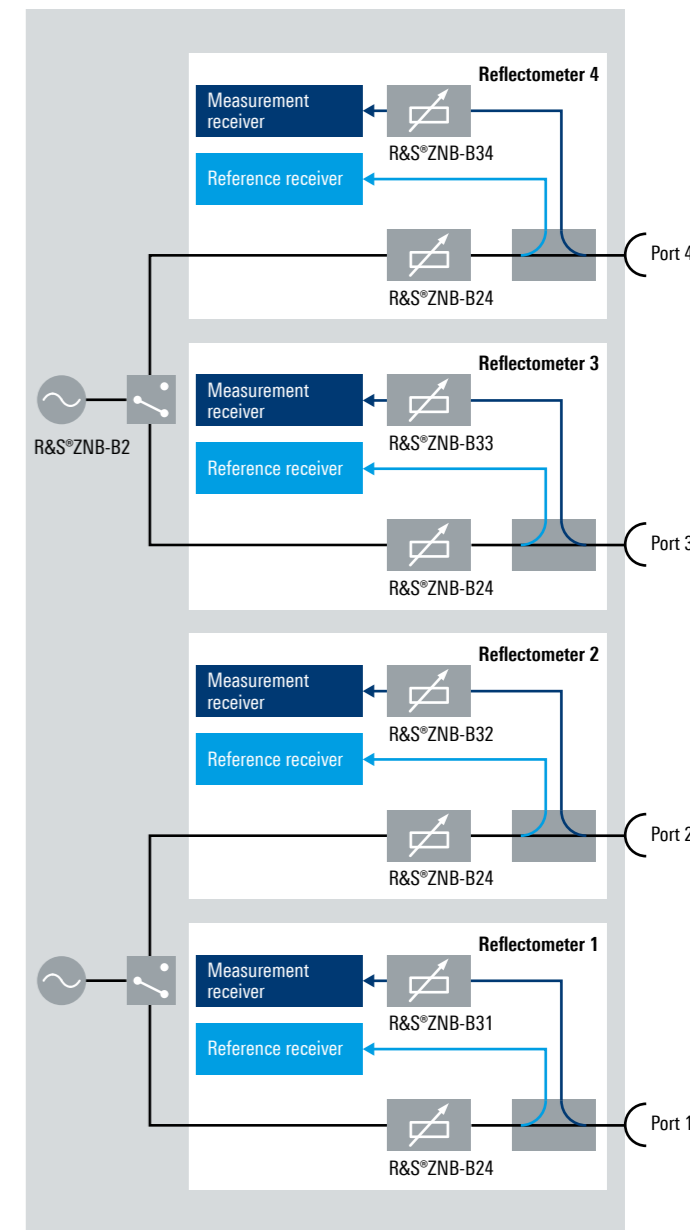 Reflectometer 4
Measurement
receiver
R&S®ZNB-B34
Reference receiver
Port 4
R&S®ZNB-B24
Reflectometer 3
Measurement
receiver
R&S®ZNB-B33
R&S®ZNB-B2
Reference receiver
Port 3
R&S®ZNB-B24
Reflectometer 2
Measurement
receiver
R&S®ZNB-B32
Reference receiver
Port 2
R&S®ZNB-B24
Reflectometer 1
Measurement
receiver
R&S®ZNB-B31
Reference receiver
Port 1
R&S®ZNB-B24